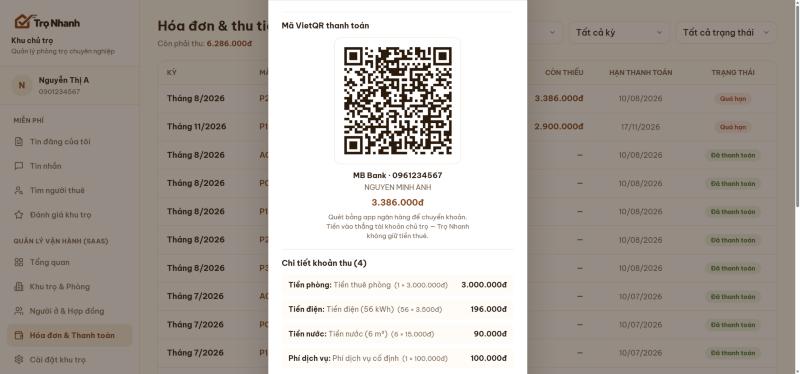 Trọ Nhanh
Khu chủ trọ
Quản lý phòng trọ chuyên nghiệp
N
Nguyễn Thị A
0901234567
MIỄN PHÍ
Tin đăng của tôi
Tin nhắn
Tìm người thuê
Đánh giá khu trọ
QUẢN LÝ VẬN HÀNH (SAAS)
Tổng quan
Khu trọ & Phòng
Người ở & Hợp đồng
Hóa đơn & Thanh toán
Cài đặt khu trọ
Hóa đơn & thu ti
Còn phải thu: 6.286.000đ
Tất cả kỳ
Tất cả trạng thái
KỲ
CÒN THIẾU
HẠN THANH TOÁN
TRẠNG THÁI
Tháng 8/2026
3.386.000đ
10/08/2026
Quá hạn
Tháng 11/2026
2.900.000đ
17/11/2026
Quá hạn
Tháng 8/2026
–
10/08/2026
Đã thanh toán
Tháng 8/2026
–
10/08/2026
Đã thanh toán
Tháng 8/2026
–
10/08/2026
Đã thanh toán
Tháng 8/2026
–
10/08/2026
Đã thanh toán
Tháng 8/2026
–
10/08/2026
Đã thanh toán
Tháng 7/2026
–
10/07/2026
Đã thanh toán
Tháng 7/2026
–
10/07/2026
Đã thanh toán
Tháng 7/2026
–
10/07/2026
Đã thanh toán
Mã VietQR thanh toán
MB Bank · 0961234567
NGUYEN MINH ANH
3.386.000đ
Quét bằng app ngân hàng để chuyển khoản.
Tiền vào thẳng tài khoản chủ trọ — Trọ Nhanh
không giữ tiền thuê.
Chi tiết khoản thu (4)
Tiền phòng: Tiền thuê phòng (1 × 3.000.000đ) 3.000.000đ
Tiền điện: Tiền điện (56 kWh) (56 × 3.500đ) 196.000đ
Tiền nước: Tiền nước (6 m³) (6 × 15.000đ) 90.000đ
Phí dịch vụ: Phí dịch vụ cố định (1 × 100.000đ) 100.000đ